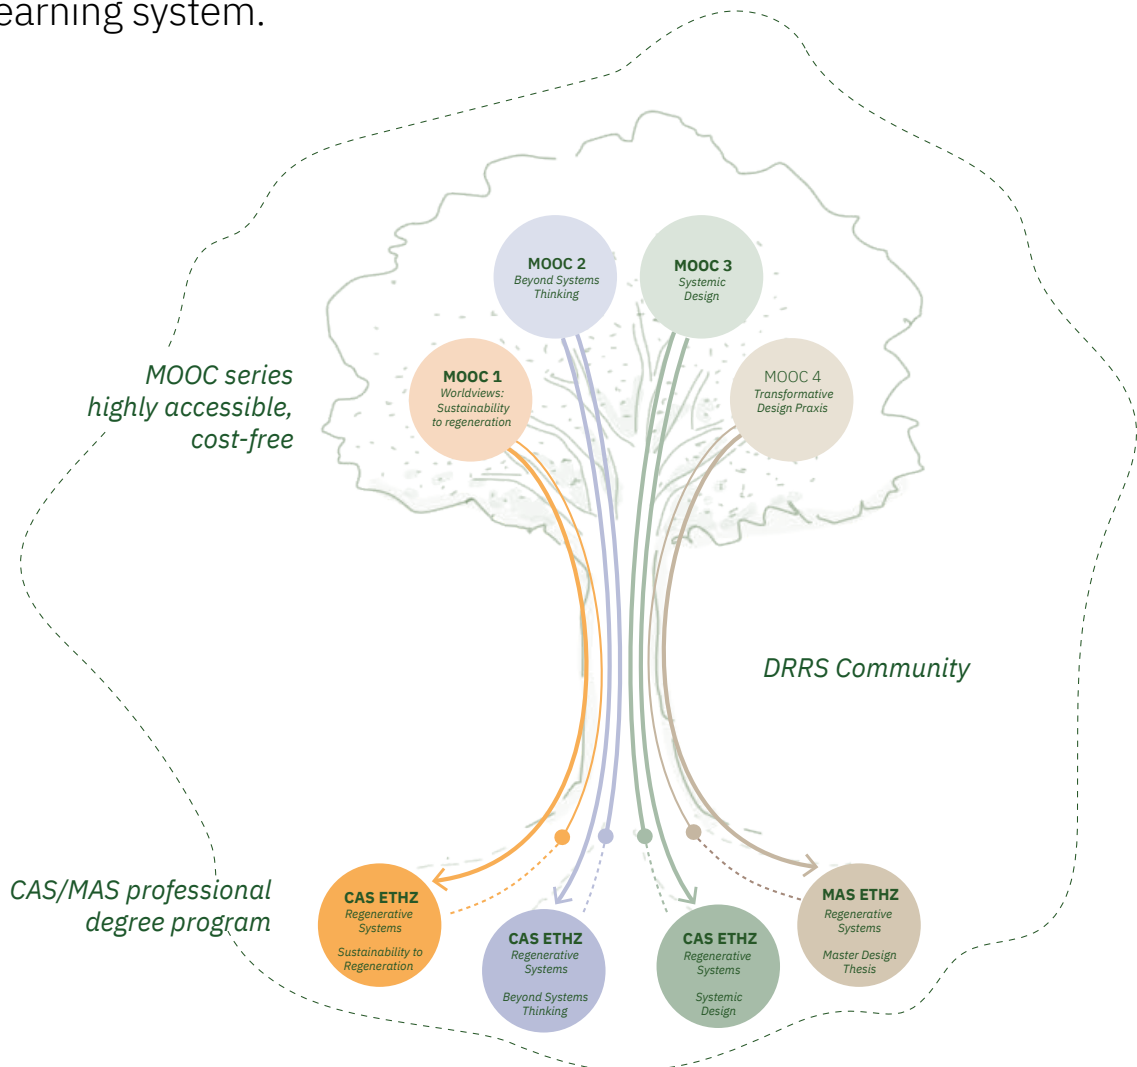 earning system.
MOOC 2
Beyond Systems
Thinking
MOOC 3
Systemic
Design
MOOC series
highly accessible,
cost-free
MOOC 1
Worldviews:
Sustainability
to regeneration
MOOC 4
Transformative
Design Praxis
DRRS Community
CAS/MAS professional
degree program
CAS ETHZ
Regenerative
Systems
Sustainability to
Regeneration
CAS ETHZ
Regenerative
Systems
Beyond Systems
Thinking
CAS ETHZ
Regenerative
Systems
Systemic
Design
MAS ETHZ
Regenerative
Systems
Master Design
Thesis